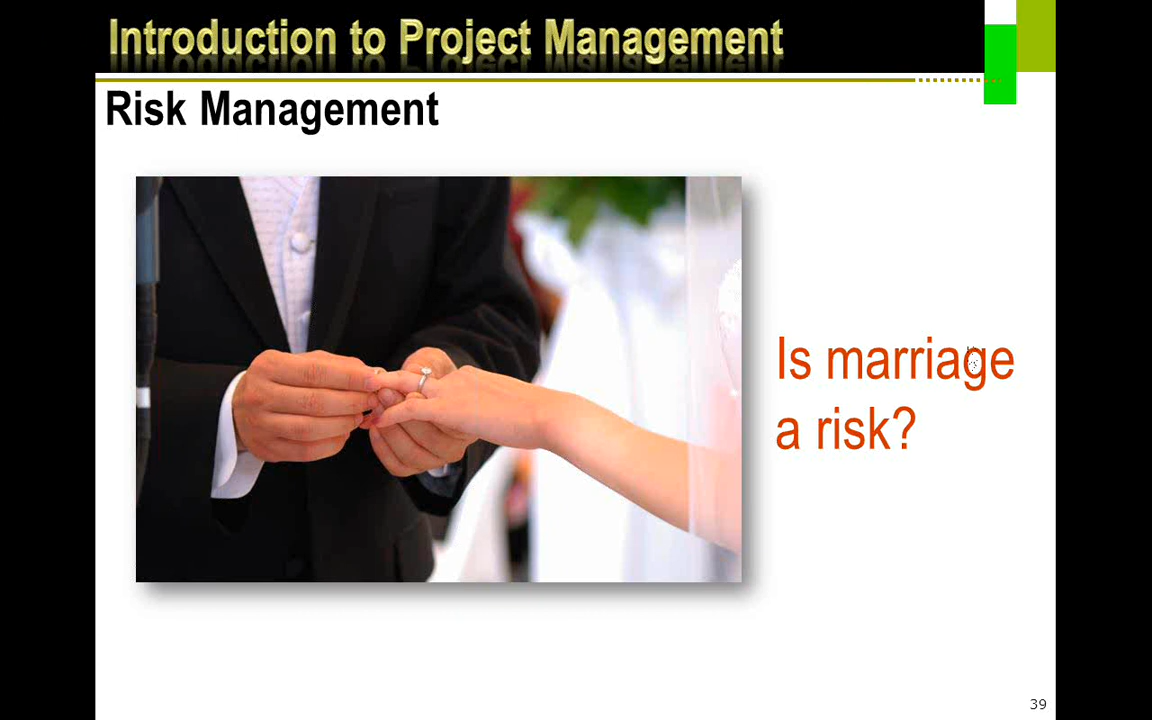 Introduction to Project Management
Risk Management
Is marriage
a risk?
39